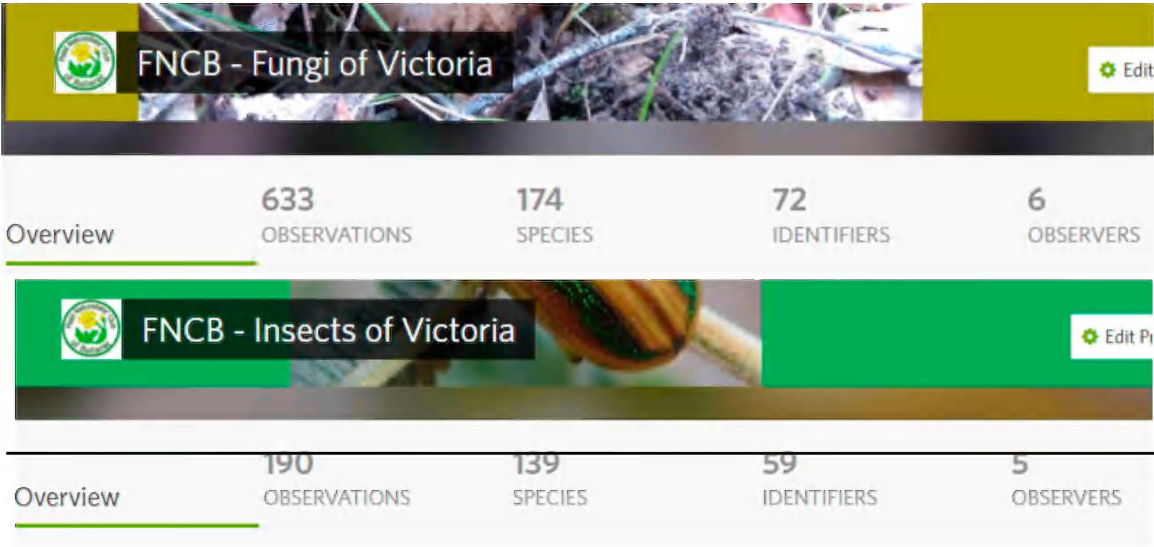 FNCB - Fungi of Victoria
Edit
633 174 72 6
Overview OBSERVATIONS SPECIES IDENTIFIERS OBSERVERS
FNCB - Insects of Victoria
Edit Pr
190 139 59 5
Overview OBSERVATIONS SPECIES IDENTIFIERS OBSERVERS